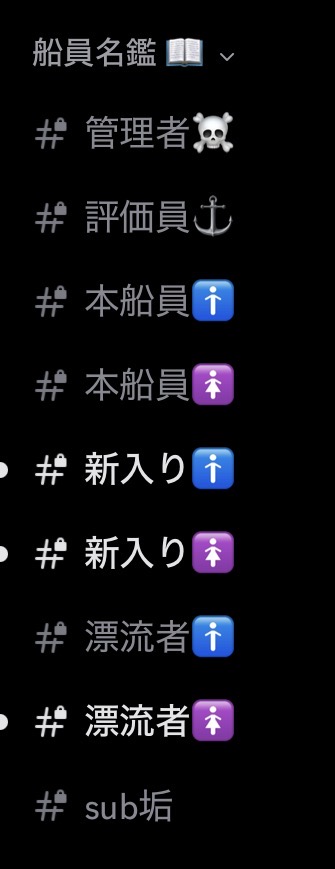 船員名鑑 📖
管理者☠️
評価員⚓
本船員🚹
本船員🚺
新入り🚹
新入り🚺
漂流者🚹
漂流者🚺
sub垢